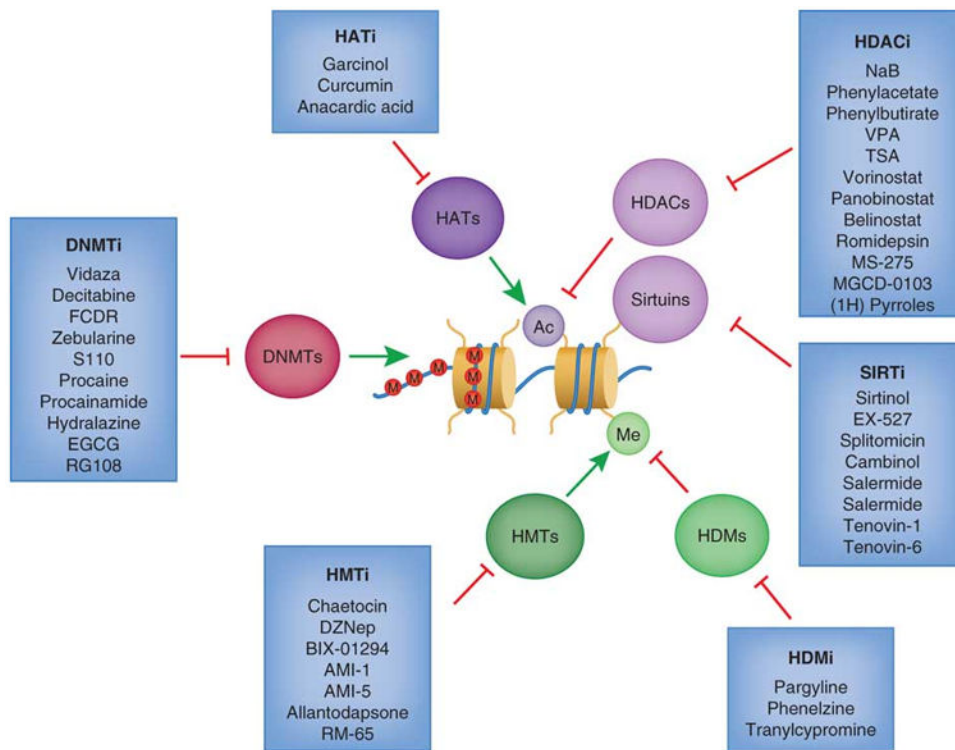 HATi
Garcinol
Curcumin
Anacardic acid
HDACi
NaB
Phenylacetate
Phenylbutirate
VPA
TSA
Vorinostat
Panobinostat
Belinostat
Romidepsin
MS-275
MGCD-0103
(1H) Pyrroles
HATs
HDACs
DNMTi
Vidaza
Decitabine
FCDR
Zebularine
S110
Procaine
Procainamide
Hydralazine
EGCG
RG108
DNMTs
Sirtuins
Ac
M
M
M
M
M
M
Me
SIRTi
Sirtinol
EX-527
Splitomicin
Cambinol
Salermide
Salermide
Tenovin-1
Tenovin-6
HMTs
HDMs
HMTi
Chaetocin
DZNep
BIX-01294
AMI-1
AMI-5
Allantodapsone
RM-65
HDMi
Pargyline
Phenelzine
Tranylcypromine